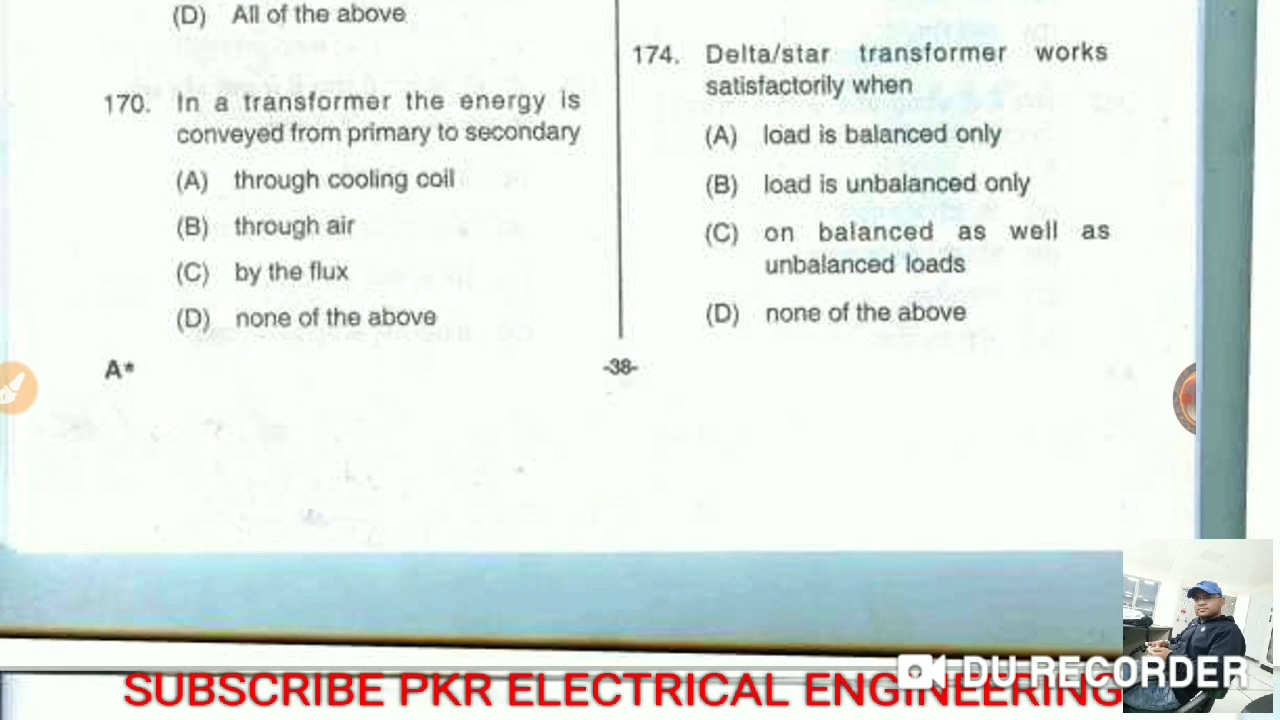 (D) All of the above
170. In a transformer the energy is
conveyed from primary to secondary
(A) through cooling coil
(B) through air
(C) by the flux
(D) none of the above
174. Delta/star transformer works
satisfactorily when
(A) load is balanced only
(B) load is unbalanced only
(C) on balanced as well as
unbalanced loads
(D) none of the above
A*
-38-
DU RECORDER
SUBSCRIBE PKR ELECTRICAL ENGINEERING